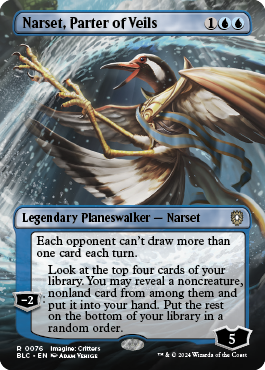 Narset, Parter of Veils 1
Legendary Planeswalker — Narset
Each opponent can't draw more than
one card each turn.
−2
Look at the top four cards of your
library. You may reveal a noncreature,
nonland card from among them and
put it into your hand. Put the rest
on the bottom of your library in a
random order.
5
R 0076 Imagine: Critters
BLC • EN Adam Vehige
™ & © 2024 Wizards of the Coast